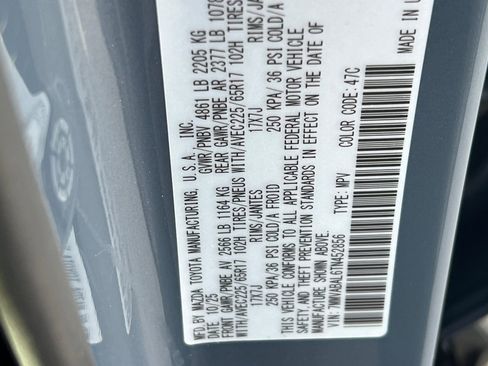 MFD.BY MAZDA TOYOTA MANUFACTURING, U.S.A., INC.
DATE: 10/25 GVWR/PNBV 4861 LB 2205 KG
FRONT GAWR/PNBE AV 2566 LB 1164 KG REAR GAWR/PNBE AR 2377 LB 1078
WITH/AVEC225/65R17 102H TIRES/PNEUS WITH/AVEC225/65R17 102H TIRES
17X7J RIMS/JANTES 17X7J RIMS/JAN
250 KPA/36 PSI COLD/A FROID 250 KPA/ 36 PSI COLD/A
THIS VEHICLE CONFORMS TO ALL APPLICABLE FEDERAL MOTOR VEHICLE
SAFETY AND THEFT PREVENTION STANDARDS IN EFFECT ON THE DATE OF
MANUFACTURE SHOWN ABOVE.
VIN: 7MMVABAL6TN452856 TYPE: MPV COLOR CODE: 47C
MADE IN U